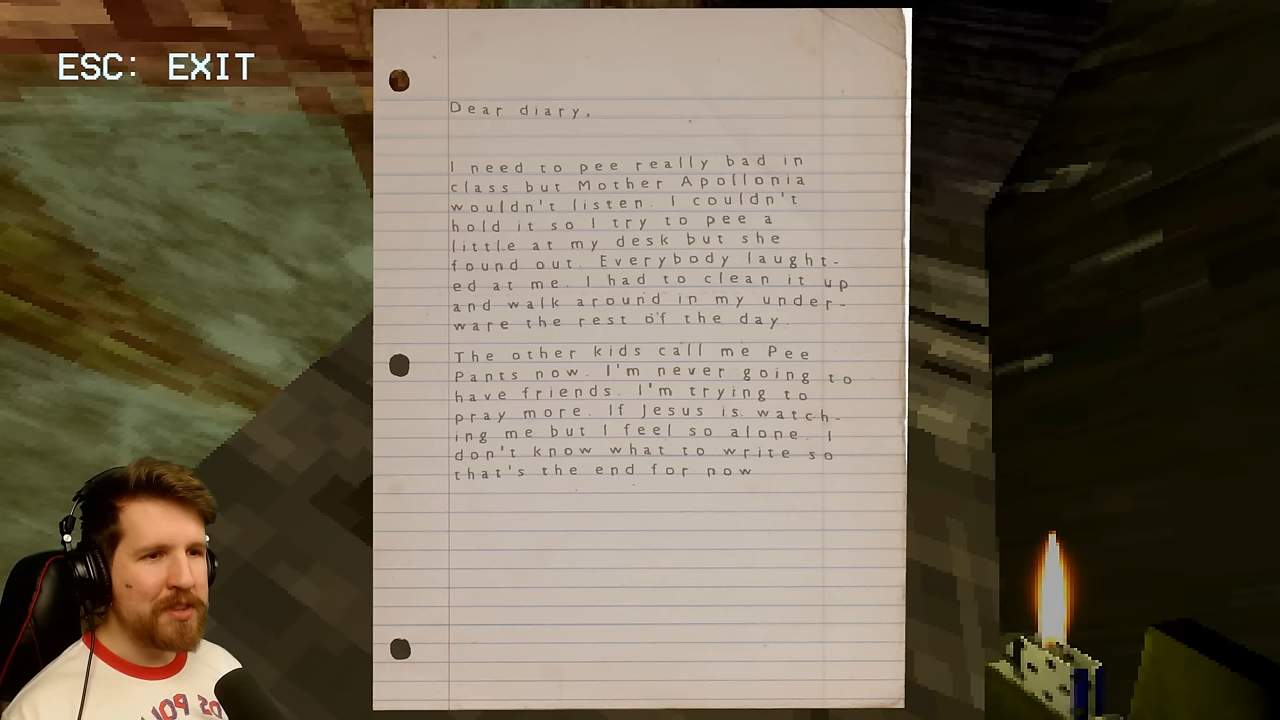 ESC: EXIT
Dear diary,
I need to pee really bad in
class but Mother Apollonia
wouldn't listen. I couldn't
hold it so I try to pee a
little at my desk but she
found out. Everybody laught-
ed at me. I had to clean it up
and walk around in my under-
ware the rest of the day.
The other kids call me Pee
Pants now. I'm never going to
have friends. I'm trying to
pray more. If Jesus is watch-
ing me but I feel so alone. I
don't know what to write so
that's the end for now